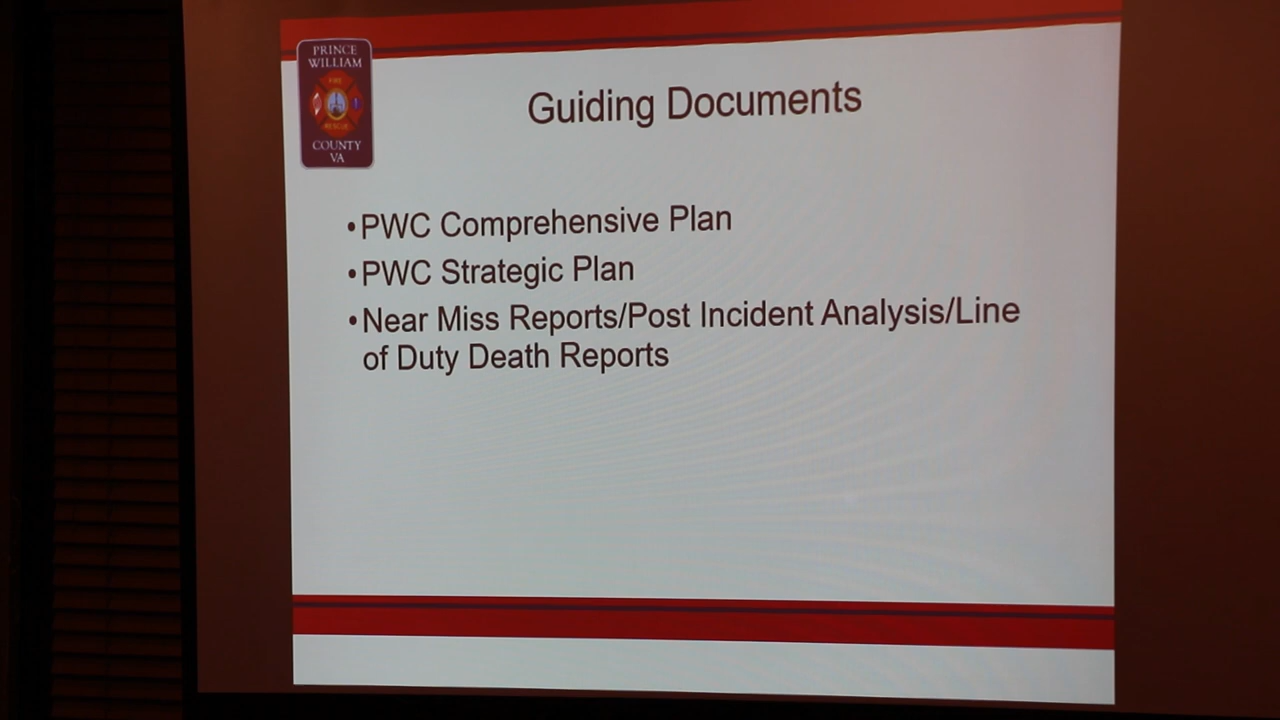 PRINCE
WILLIAM
FIRE
RESCUE
COUNTY
VA
Guiding Documents
•PWC Comprehensive Plan
•PWC Strategic Plan
•Near Miss Reports/Post Incident Analysis/Line
of Duty Death Reports